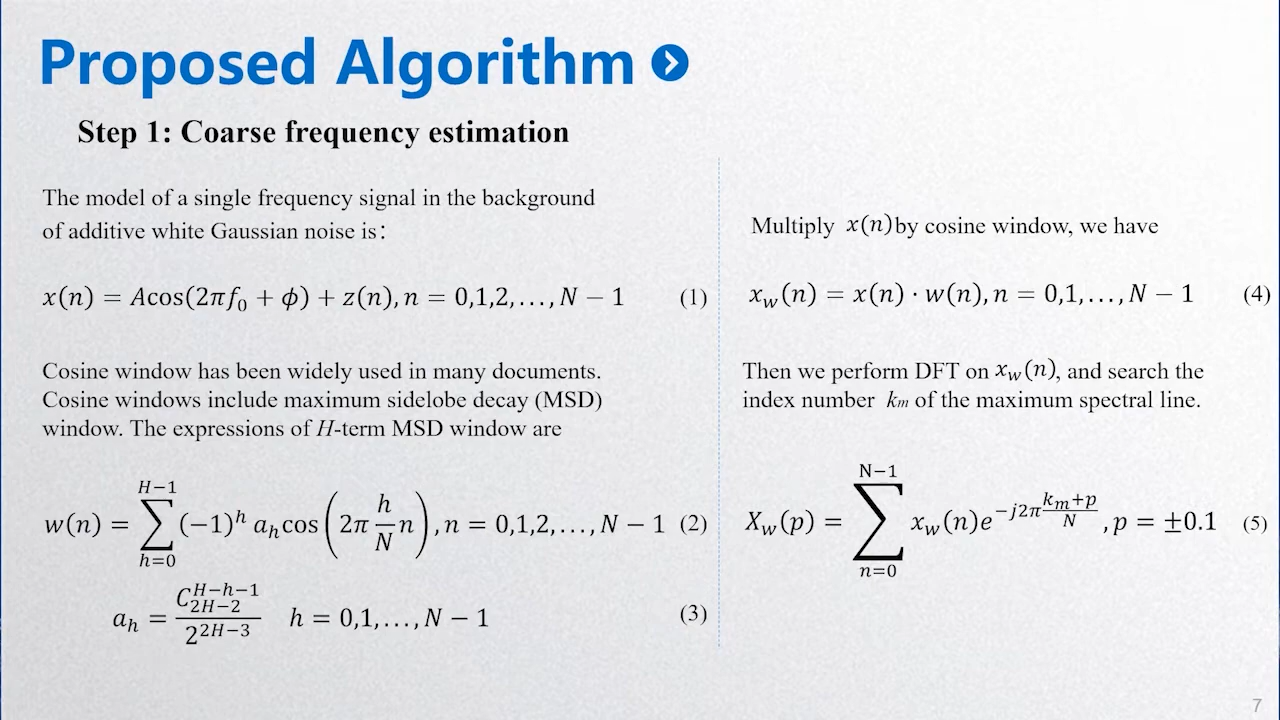 Proposed Algorithm
Step 1: Coarse frequency estimation
The model of a single frequency signal in the background
of additive white Gaussian noise is：
x(n) = Acos(2πf₀ + ϕ) + z(n), n = 0,1,2, . . . , N − 1 (1)
Cosine window has been widely used in many documents.
Cosine windows include maximum sidelobe decay (MSD)
window. The expressions of H-term MSD window are
w(n) = ∑_{h=0}^{H−1} (−1)^h a_h cos(2π \frac{h}{N} n), n = 0,1,2, . . . , N − 1 (2)
a_h = \frac{C_{2H−2}^{H−h−1}}{2^{2H−3}} h = 0,1, . . . , N − 1 (3)
Multiply x(n) by cosine window, we have
x_w(n) = x(n) · w(n), n = 0,1, . . . , N − 1 (4)
Then we perform DFT on x_w(n), and search the
index number k_m of the maximum spectral line.
X_w(p) = ∑_{n=0}^{N−1} x_w(n)e^{−j2π\frac{k_m+p}{N}}, p = ±0.1 (5)
7